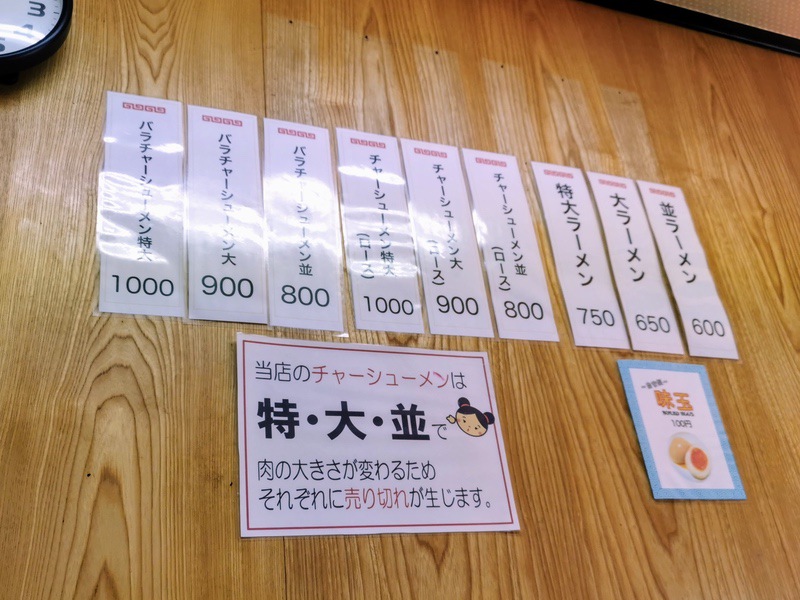 バラチャーシューメン特大
1000
バラチャーシューメン大
900
バラチャーシューメン並
800
チャーシューメン特大
(ロース)
1000
チャーシューメン大
(ロース)
900
チャーシューメン並
(ロース)
800
特大ラーメン
750
大ラーメン
650
並ラーメン
600
当店のチャーシューメンは
特・大・並で
肉の大きさが変わるため
それぞれに売り切れが生じます。
味玉
100円
3
4